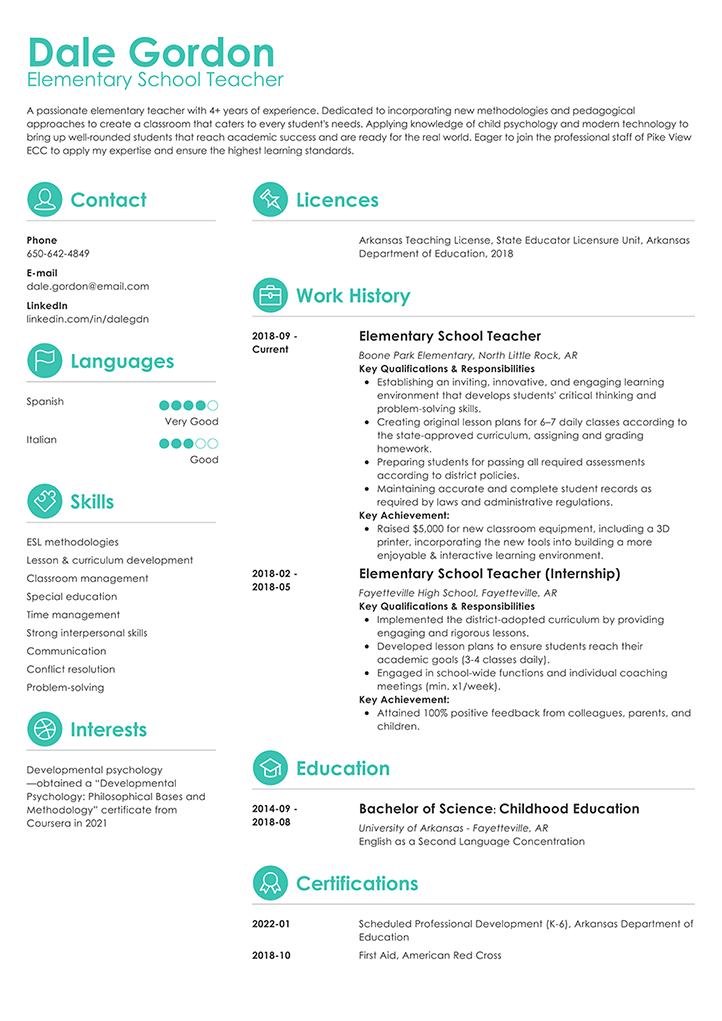 Dale Gordon
Elementary School Teacher
A passionate elementary teacher with 4+ years of experience. Dedicated to incorporating new methodologies and pedagogical
approaches to create a classroom that caters to every student's needs. Applying knowledge of child psychology and modern technology to
bring up well-rounded students that reach academic success and are ready for the real world. Eager to join the professional staff of Pike View
ECC to apply my expertise and ensure the highest learning standards.
Contact
Phone
650-642-4849
E-mail
dale.gordon@email.com
LinkedIn
linkedin.com/in/dalegdn
Languages
Spanish
Very Good
Italian
Good
Skills
ESL methodologies
Lesson & curriculum development
Classroom management
Special education
Time management
Strong interpersonal skills
Communication
Conflict resolution
Problem-solving
Interests
Developmental psychology
—obtained a “Developmental
Psychology: Philosophical Bases and
Methodology” certificate from
Coursera in 2021
Licences
Arkansas Teaching License, State Educator Licensure Unit, Arkansas
Department of Education, 2018
Work History
2018-09 -
Current
Elementary School Teacher
Boone Park Elementary, North Little Rock, AR
Key Qualifications & Responsibilities
• Establishing an inviting, innovative, and engaging learning
environment that develops students' critical thinking and
problem-solving skills.
• Creating original lesson plans for 6–7 daily classes according to
the state-approved curriculum, assigning and grading
homework.
• Preparing students for passing all required assessments
according to district policies.
• Maintaining accurate and complete student records as
required by laws and administrative regulations.
Key Achievement:
• Raised $5,000 for new classroom equipment, including a 3D
printer, incorporating the new tools into building a more
enjoyable & interactive learning environment.
2018-02 -
2018-05
Elementary School Teacher (Internship)
Fayetteville High School, Fayetteville, AR
Key Qualifications & Responsibilities
• Implemented the district-adopted curriculum by providing
engaging and rigorous lessons.
• Developed lesson plans to ensure students reach their
academic goals (3-4 classes daily).
• Engaged in school-wide functions and individual coaching
meetings (min. x1/week).
Key Achievement:
• Attained 100% positive feedback from colleagues, parents, and
children.
Education
2014-09 -
2018-08
Bachelor of Science: Childhood Education
University of Arkansas - Fayetteville, AR
English as a Second Language Concentration
Certifications
2022-01
Scheduled Professional Development (K-6), Arkansas Department of
Education
2018-10
First Aid, American Red Cross